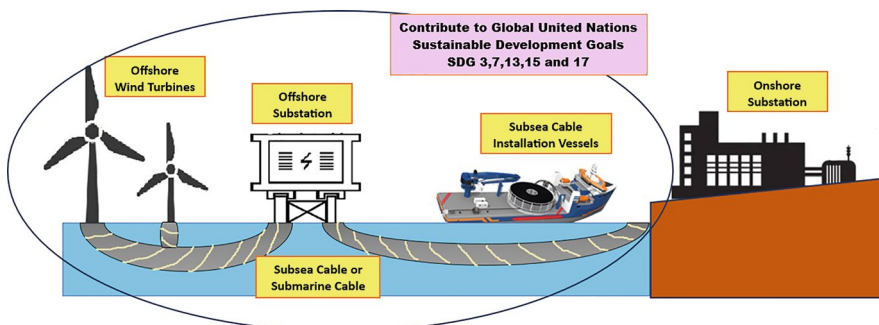 Contribute to Global United Nations
Sustainable Development Goals
SDG 3,7,13,15 and 17
Offshore
Wind Turbines
Offshore
Substation
Subsea Cable
Installation Vessels
Onshore
Substation
Subsea Cable or
Submarine Cable